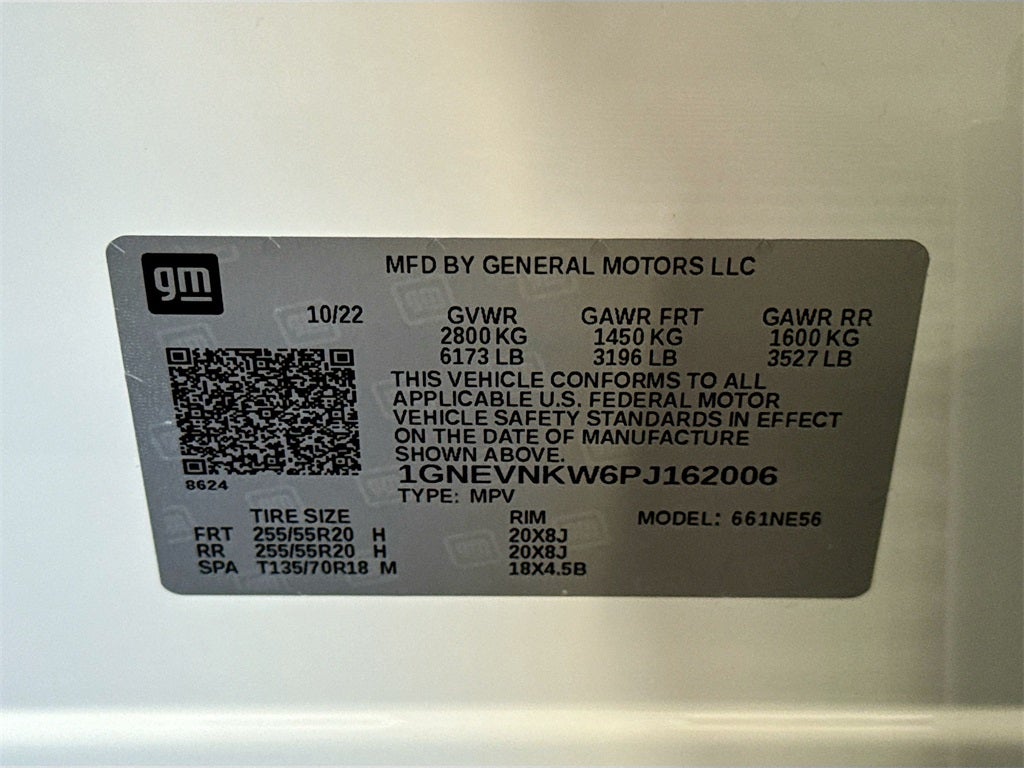 gm
MFD BY GENERAL MOTORS LLC
10/22 GVWR GAWR FRT GAWR RR
2800 KG 1450 KG 1600 KG
6173 LB 3196 LB 3527 LB
THIS VEHICLE CONFORMS TO ALL
APPLICABLE U.S. FEDERAL MOTOR
VEHICLE SAFETY STANDARDS IN EFFECT
ON THE DATE OF MANUFACTURE
SHOWN ABOVE.
1GNEVNKW6PJ162006
8624
TYPE: MPV
TIRE SIZE RIM MODEL: 661NE56
FRT 255/55R20 H 20X8J
RR 255/55R20 H 20X8J
SPA T135/70R18 M 18X4.5B